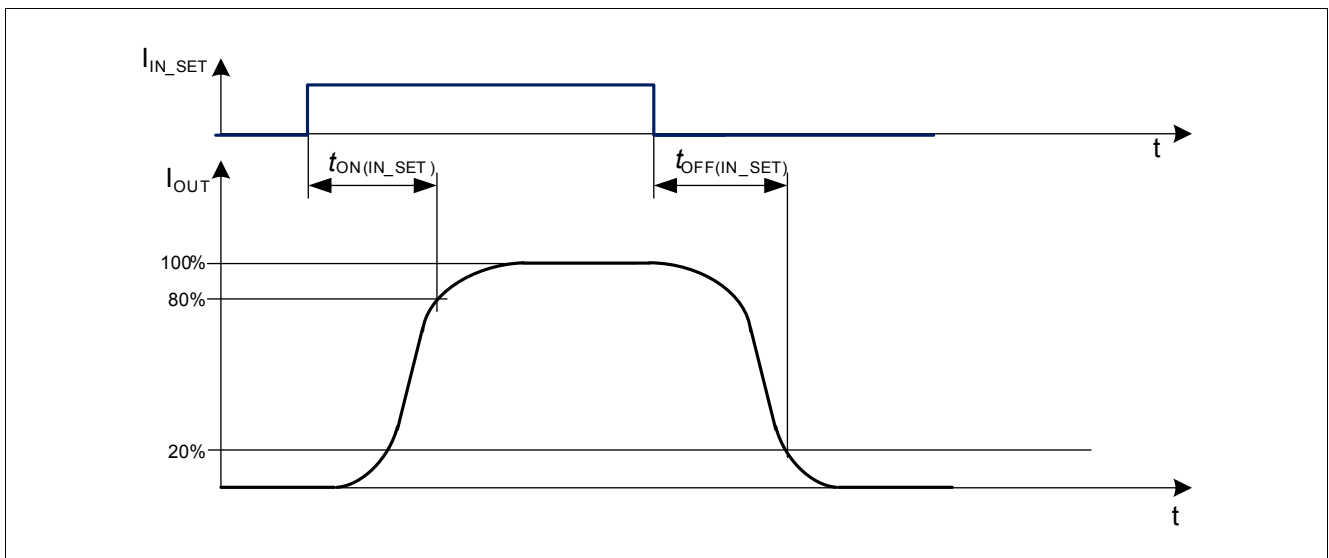 I_IN_SET
t
t_ON(IN_SET)
t_OFF(IN_SET)
I_OUT
100%
80%
20%
t